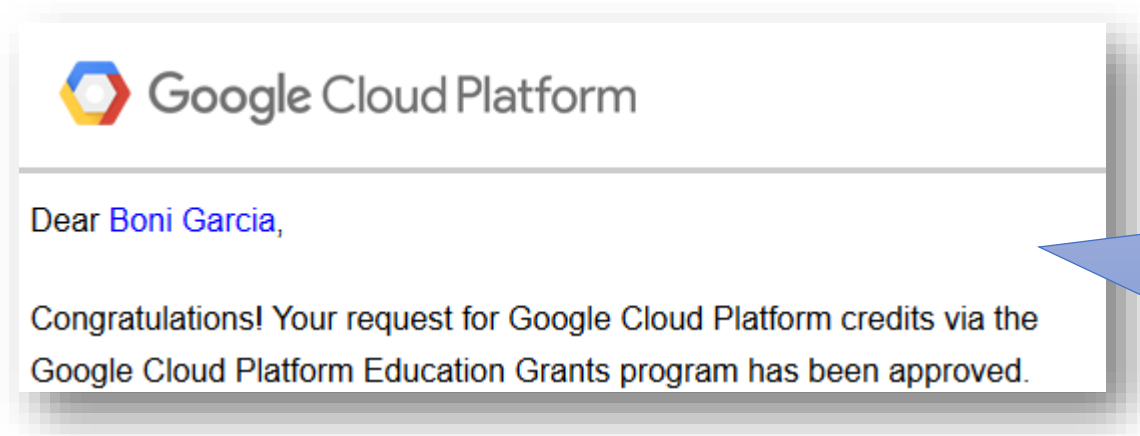 Google Cloud Platform
Dear Boni Garcia,
Congratulations! Your request for Google Cloud Platform credits via the
Google Cloud Platform Education Grants program has been approved.